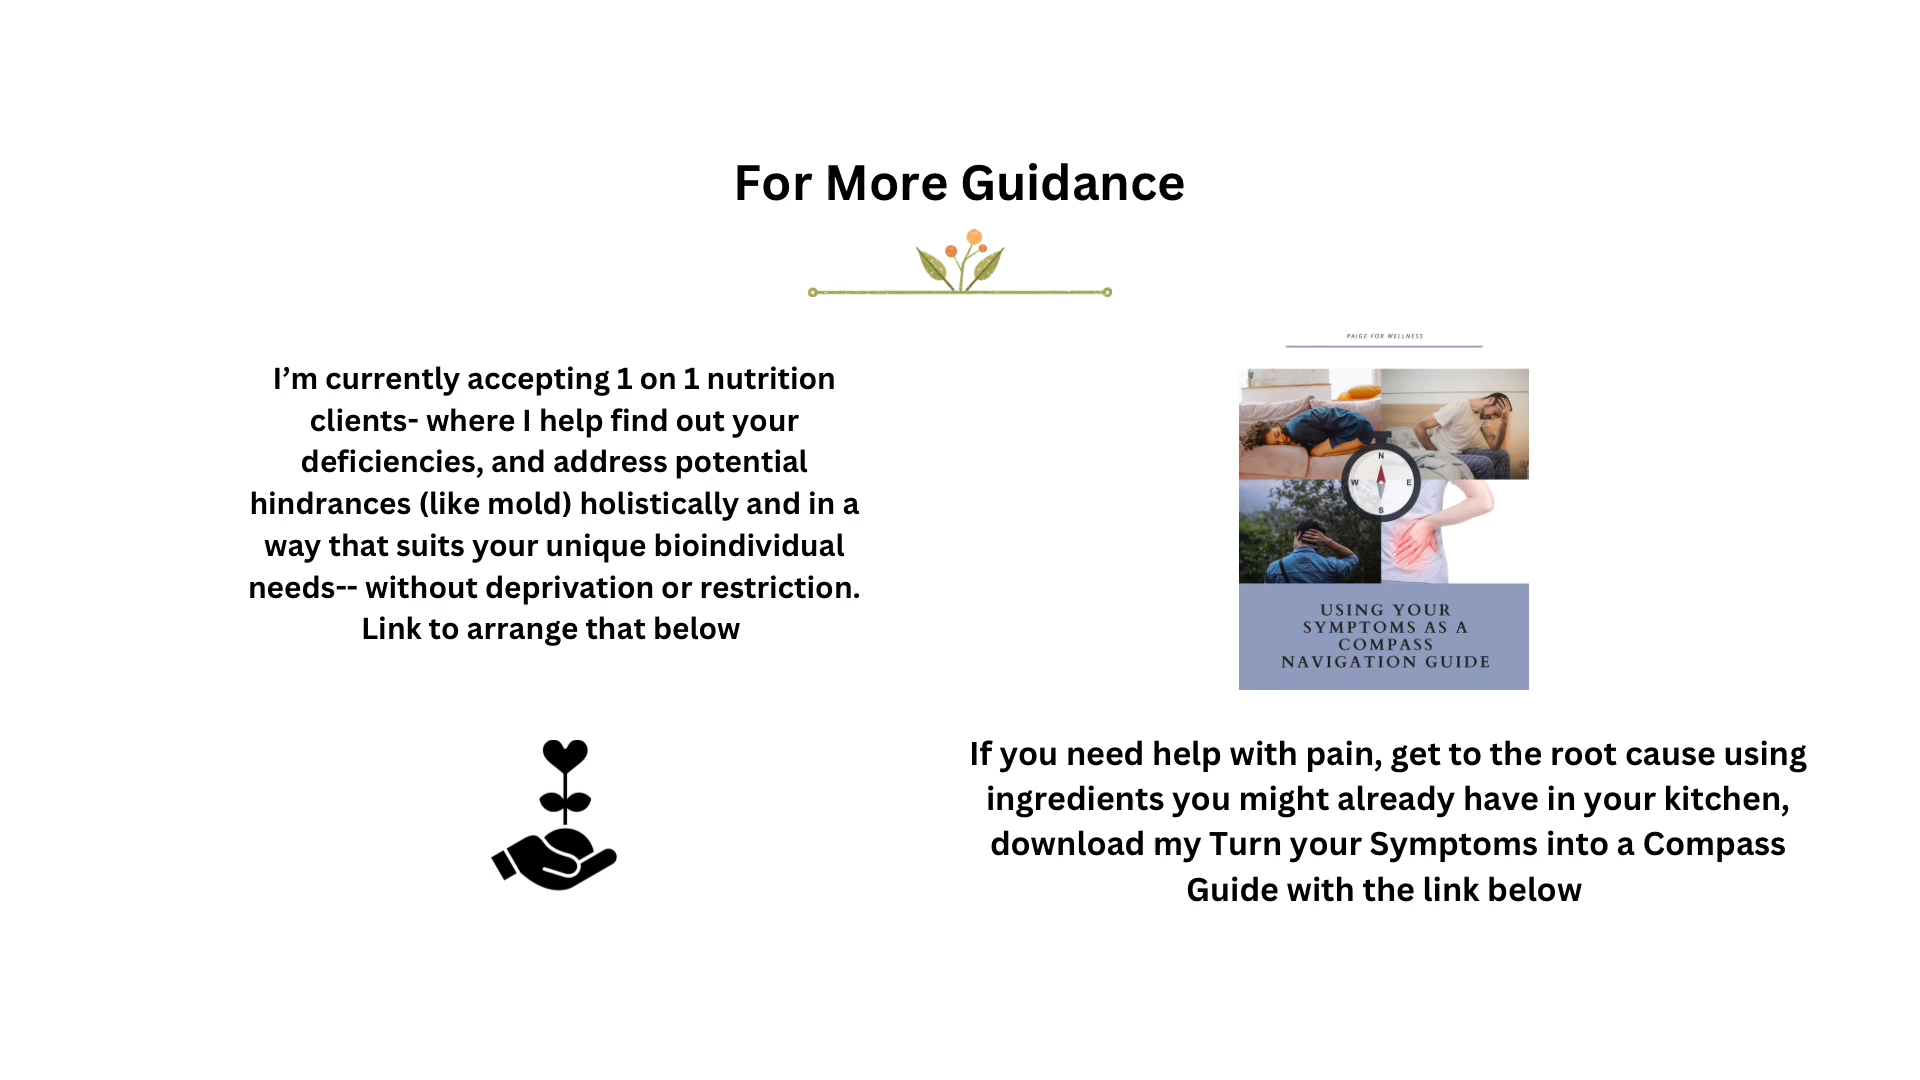 For More Guidance
I’m currently accepting 1 on 1 nutrition
clients- where I help find out your
deficiencies, and address potential
hindrances (like mold) holistically and in a
way that suits your unique bioindividual
needs-- without deprivation or restriction.
Link to arrange that below
PAIGE FOR WELLNESS
N
W E
S
USING YOUR
SYMPTOMS AS A
COMPASS
NAVIGATION GUIDE
If you need help with pain, get to the root cause using
ingredients you might already have in your kitchen,
download my Turn your Symptoms into a Compass
Guide with the link below